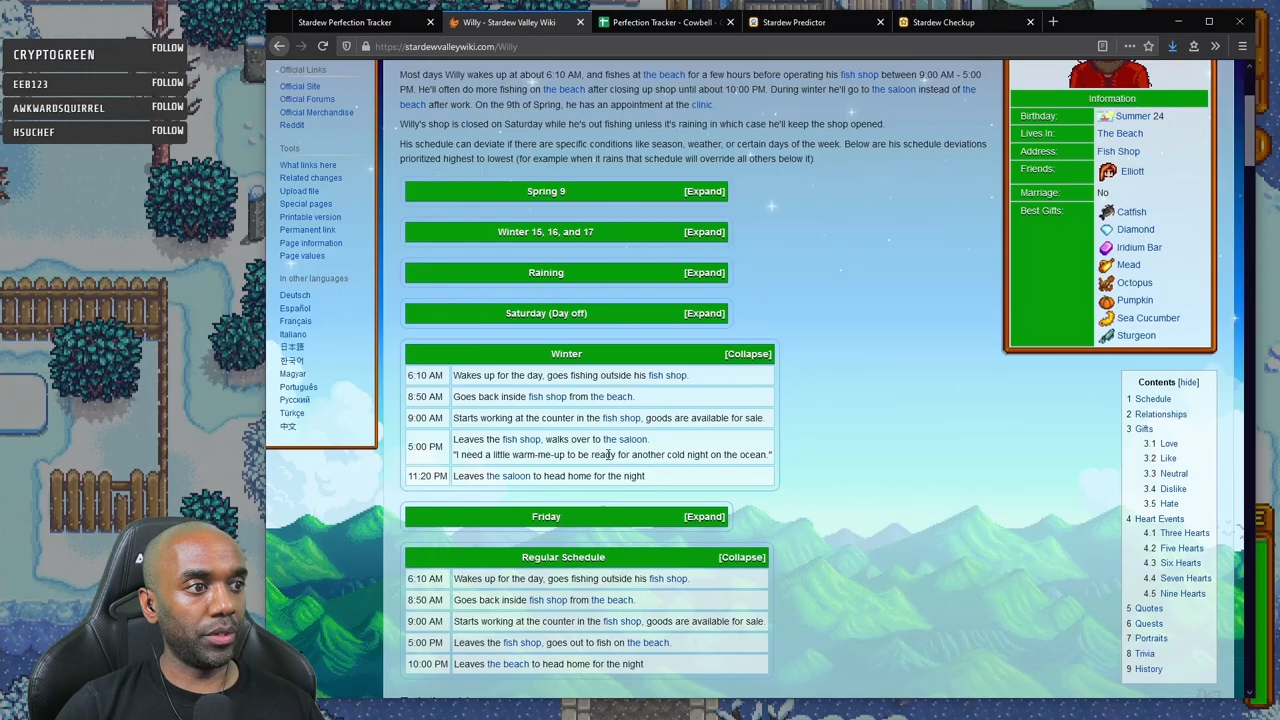 CRYPTOGREEN FOLLOW
EEB123 FOLLOW
AWKWARDSQUIRREL FOLLOW
HSUCHEF FOLLOW
Stardew Perfection Tracker
Willy - Stardew Valley Wiki
Perfection Tracker - Cowbell -
Stardew Predictor
Stardew Checkup
https://stardewvalleywiki.com/Willy
Official Links
Official Site
Official Forums
Official Merchandise
Reddit
Tools
What links here
Related changes
Upload file
Special pages
Printable version
Permanent link
Page information
Page values
In other languages
Deutsch
Español
Français
Italiano
日本語
한국어
Magyar
Português
Русский
Türkçe
中文
Most days Willy wakes up at about 6:10 AM, and fishes at the beach for a few hours before operating his fish shop between 9:00 AM - 5:00
PM. He'll often do more fishing on the beach after closing up shop until about 10:00 PM. During winter he'll go to the saloon instead of the
beach after work. On the 9th of Spring, he has an appointment at the clinic.
Willy's shop is closed on Saturday while he's out fishing unless it's raining in which case he'll keep the shop opened.
His schedule can deviate if there are specific conditions like season, weather, or certain days of the week. Below are his schedule deviations
prioritized highest to lowest (for example when it rains that schedule will override all others below it)
Spring 9 [Expand]
Winter 15, 16, and 17 [Expand]
Raining [Expand]
Saturday (Day off) [Expand]
Winter [Collapse]
6:10 AM Wakes up for the day, goes fishing outside his fish shop.
8:50 AM Goes back inside fish shop from the beach.
9:00 AM Starts working at the counter in the fish shop, goods are available for sale.
5:00 PM Leaves the fish shop, walks over to the saloon.
"I need a little warm-me-up to be ready for another cold night on the ocean."
11:20 PM Leaves the saloon to head home for the night
Friday [Expand]
Regular Schedule [Collapse]
6:10 AM Wakes up for the day, goes fishing outside his fish shop.
8:50 AM Goes back inside fish shop from the beach.
9:00 AM Starts working at the counter in the fish shop, goods are available for sale.
5:00 PM Leaves the fish shop, goes out to fish on the beach.
10:00 PM Leaves the beach to head home for the night
Information
Birthday: Summer 24
Lives In: The Beach
Address: Fish Shop
Friends: Elliott
Marriage: No
Best Gifts: Catfish
Diamond
Iridium Bar
Mead
Octopus
Pumpkin
Sea Cucumber
Sturgeon
Contents [hide]
1 Schedule
2 Relationships
3 Gifts
3.1 Love
3.2 Like
3.3 Neutral
3.4 Dislike
3.5 Hate
4 Heart Events
4.1 Three Hearts
4.2 Five Hearts
4.3 Six Hearts
4.4 Seven Hearts
4.5 Nine Hearts
5 Quotes
6 Quests
7 Portraits
8 Trivia
9 History